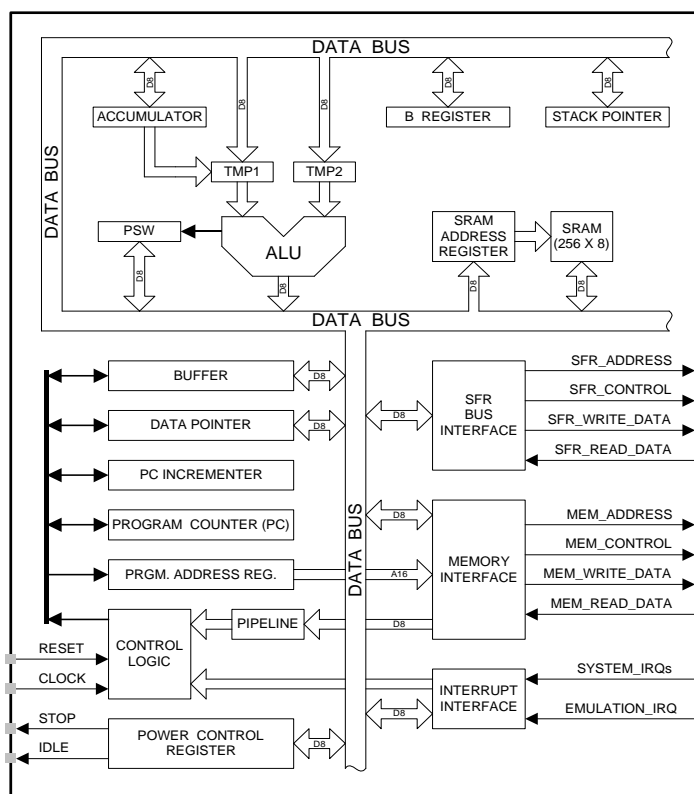 DATA BUS
D8
D8
D8
D8
D8
ACCUMULATOR
B REGISTER
STACK POINTER
DATA BUS
TMP1
TMP2
PSW
ALU
SRAM
ADDRESS
REGISTER
SRAM
(256 X 8)
D8
D8
D8
D8
DATA BUS
BUFFER
D8
DATA POINTER
D8
PC INCREMENTER
PROGRAM COUNTER (PC)
PRGM. ADDRESS REG.
A16
DATA BUS
D8
SFR
BUS
INTERFACE
SFR_ADDRESS
SFR_CONTROL
SFR_WRITE_DATA
SFR_READ_DATA
D8
MEMORY
INTERFACE
MEM_ADDRESS
MEM_CONTROL
MEM_WRITE_DATA
MEM_READ_DATA
PIPELINE
D8
RESET
CLOCK
CONTROL
LOGIC
INTERRUPT
INTERFACE
SYSTEM_IRQs
EMULATION_IRQ
D8
STOP
IDLE
POWER CONTROL
REGISTER
D8